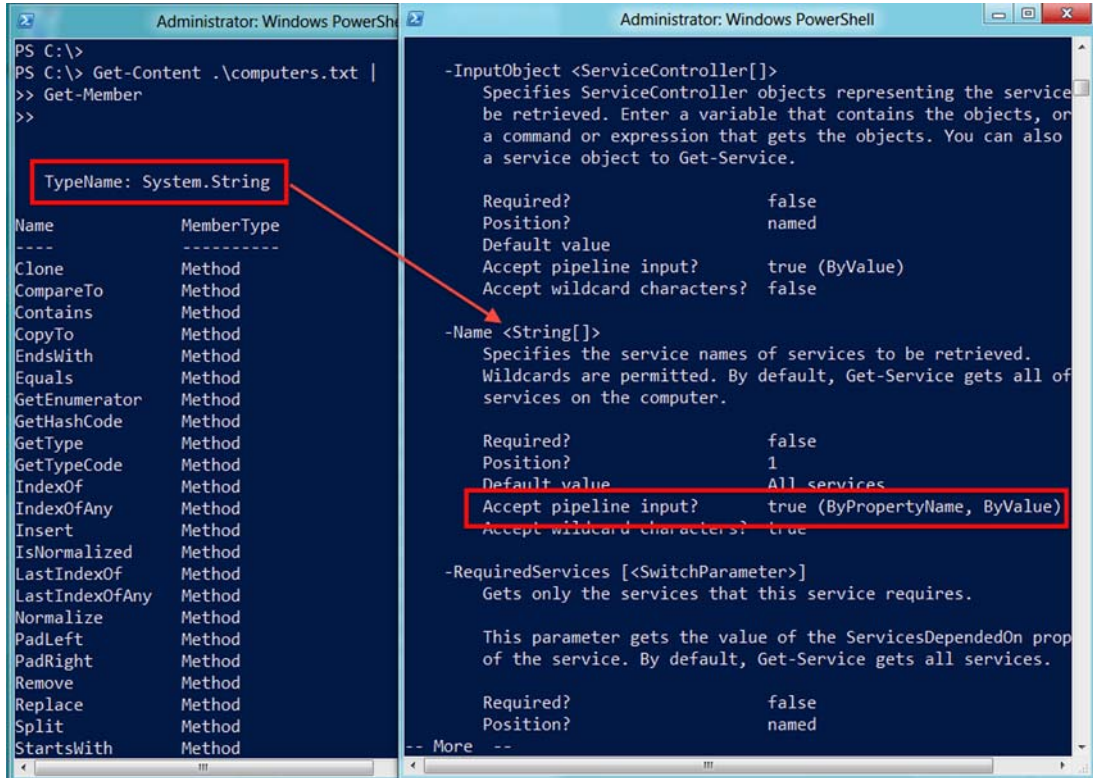 Administrator: Windows PowerShe
PS C:\>
PS C:\> Get-Content .\computers.txt |
>> Get-Member
>>
TypeName: System.String
Name MemberType
---- ----------
Clone Method
CompareTo Method
Contains Method
CopyTo Method
EndsWith Method
Equals Method
GetEnumerator Method
GetHashCode Method
GetType Method
GetTypeCode Method
IndexOf Method
IndexOfAny Method
Insert Method
IsNormalized Method
LastIndexOf Method
LastIndexOfAny Method
Normalize Method
PadLeft Method
PadRight Method
Remove Method
Replace Method
Split Method
StartsWith Method
Administrator: Windows PowerShell
-InputObject <ServiceController[]>
Specifies ServiceController objects representing the service
be retrieved. Enter a variable that contains the objects, or
a command or expression that gets the objects. You can also
a service object to Get-Service.
Required? false
Position? named
Default value
Accept pipeline input? true (ByValue)
Accept wildcard characters? false
-Name <String[]>
Specifies the service names of services to be retrieved.
Wildcards are permitted. By default, Get-Service gets all of
services on the computer.
Required? false
Position? 1
Default value All services
Accept pipeline input? true (ByPropertyName, ByValue)
Accept wildcard characters? true
-RequiredServices [<SwitchParameter>]
Gets only the services that this service requires.
This parameter gets the value of the ServicesDependedOn prop
of the service. By default, Get-Service gets all services.
Required? false
Position? named
-- More --